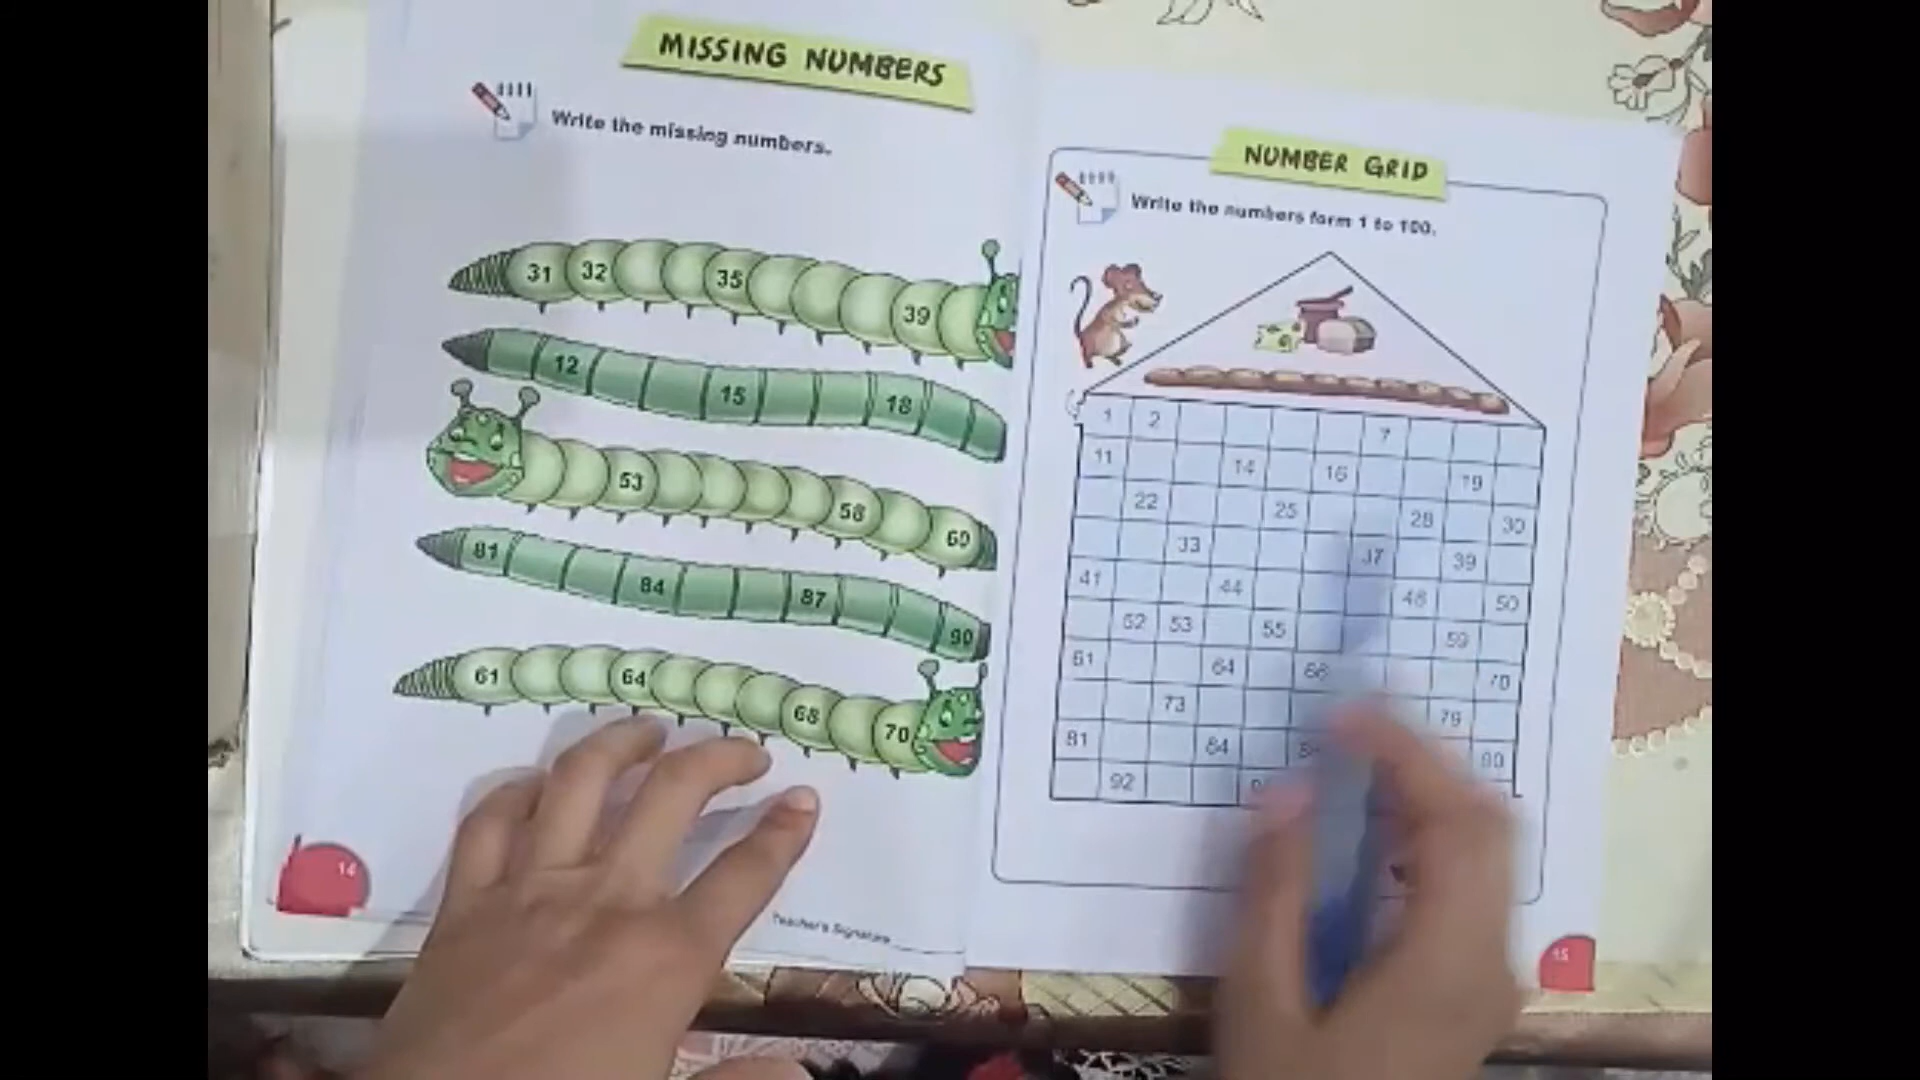 MISSING NUMBERS
Write the missing numbers.
31 32 35 39
12 15 18
53 58 60
81 84 87 90
61 64 68 70
14
Teacher's Signature
NUMBER GRID
Write the numbers form 1 to 100.
1 2 7
11 14 16 19
22 25 28 30
33 37 39
41 44 48 50
52 53 55 59
61 64 66 70
73 79
81 84 90
92
15